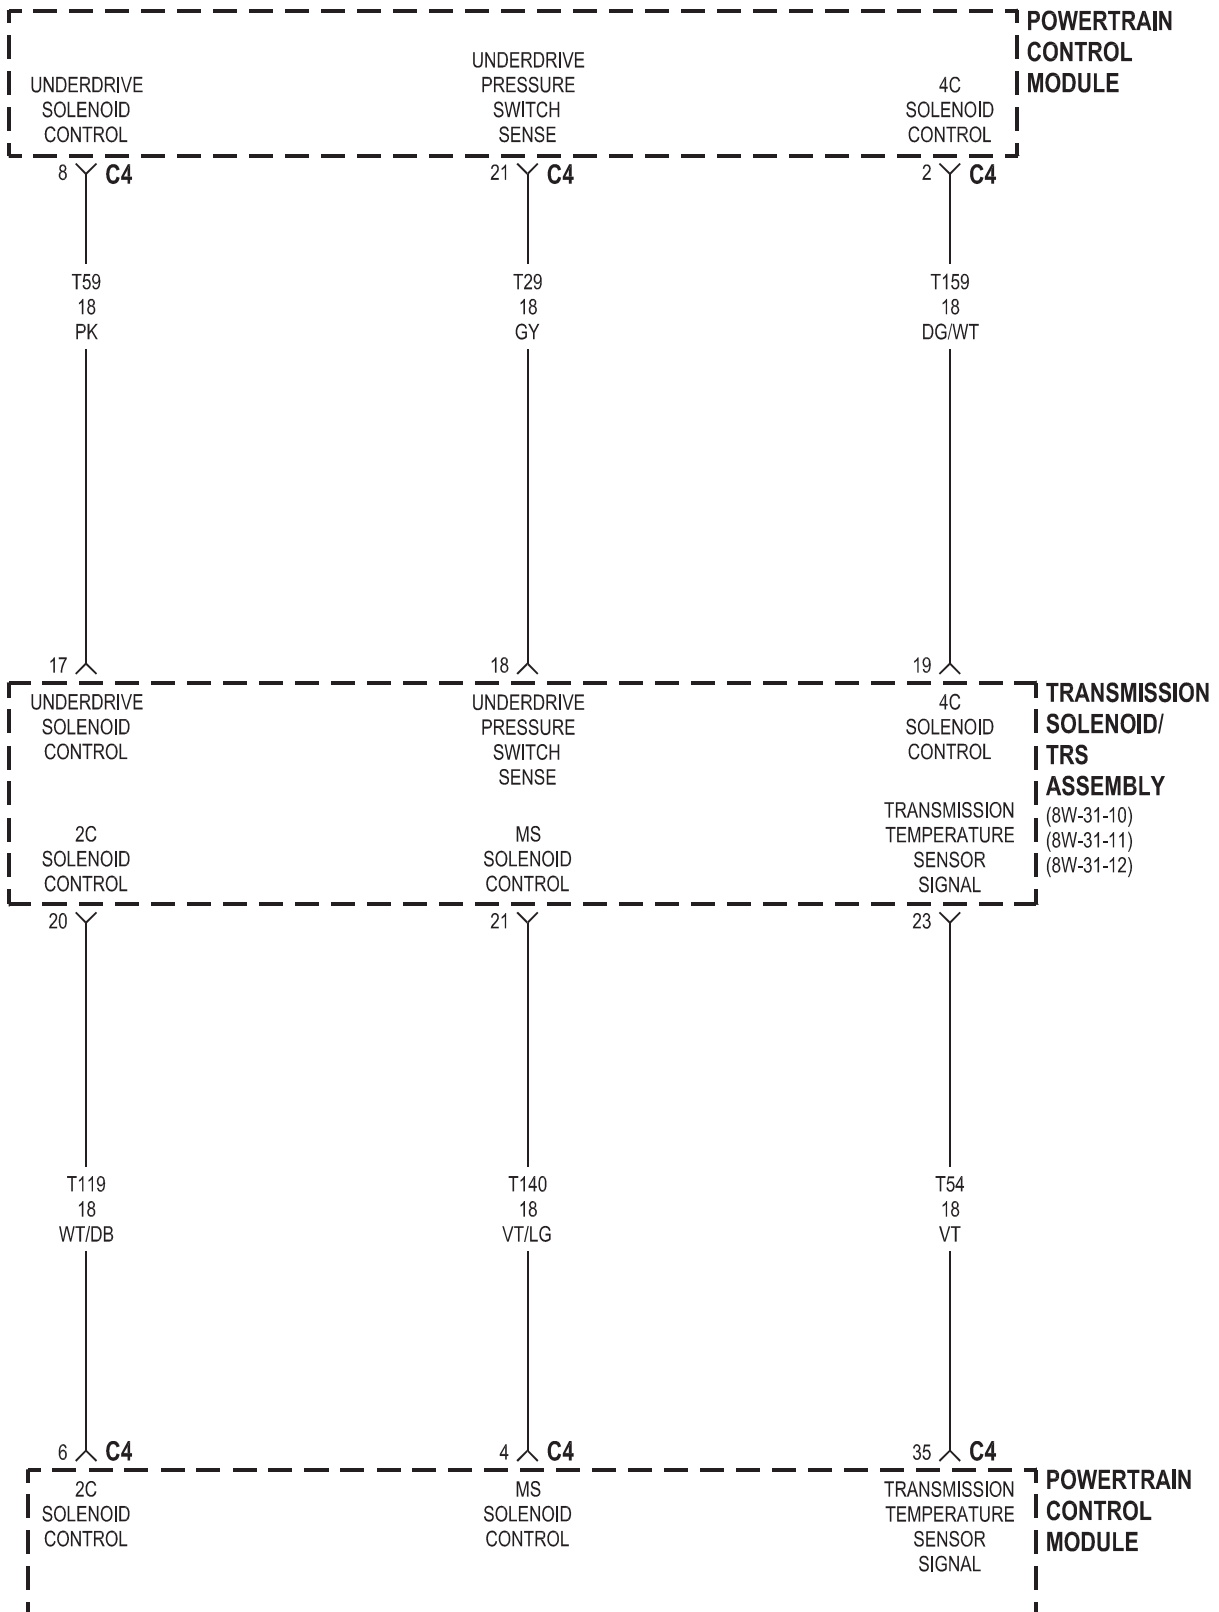 POWERTRAIN
CONTROL
MODULE
UNDERDRIVE
SOLENOID
CONTROL
UNDERDRIVE
PRESSURE
SWITCH
SENSE
4C
SOLENOID
CONTROL
8 C4
21 C4
2 C4
T59
18
PK
T29
18
GY
T159
18
DG/WT
17
18
19
UNDERDRIVE
SOLENOID
CONTROL
UNDERDRIVE
PRESSURE
SWITCH
SENSE
4C
SOLENOID
CONTROL
TRANSMISSION
SOLENOID/
TRS
ASSEMBLY
(8W-31-10)
(8W-31-11)
(8W-31-12)
2C
SOLENOID
CONTROL
MS
SOLENOID
CONTROL
TRANSMISSION
TEMPERATURE
SENSOR
SIGNAL
20
21
23
T119
18
WT/DB
T140
18
VT/LG
T54
18
VT
6 C4
4 C4
35 C4
2C
SOLENOID
CONTROL
MS
SOLENOID
CONTROL
TRANSMISSION
TEMPERATURE
SENSOR
SIGNAL
POWERTRAIN
CONTROL
MODULE